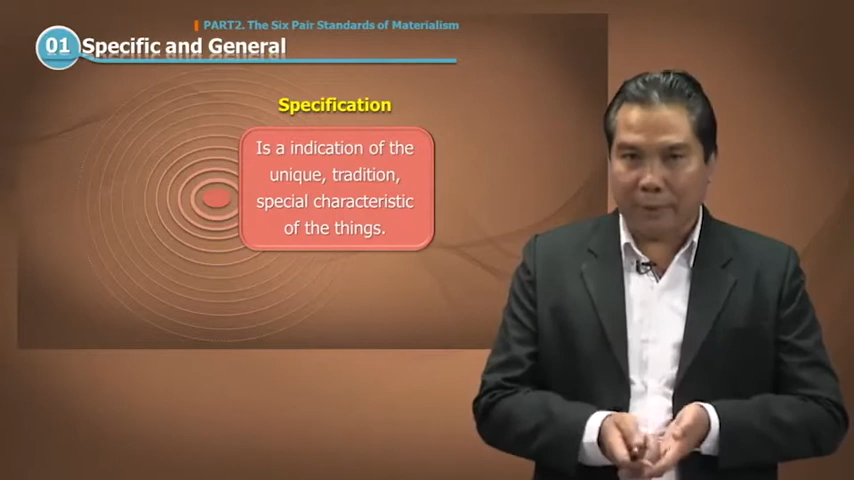 PART2. The Six Pair Standards of Materialism
01 Specific and General
Specification
Is a indication of the
unique, tradition,
special characteristic
of the things.